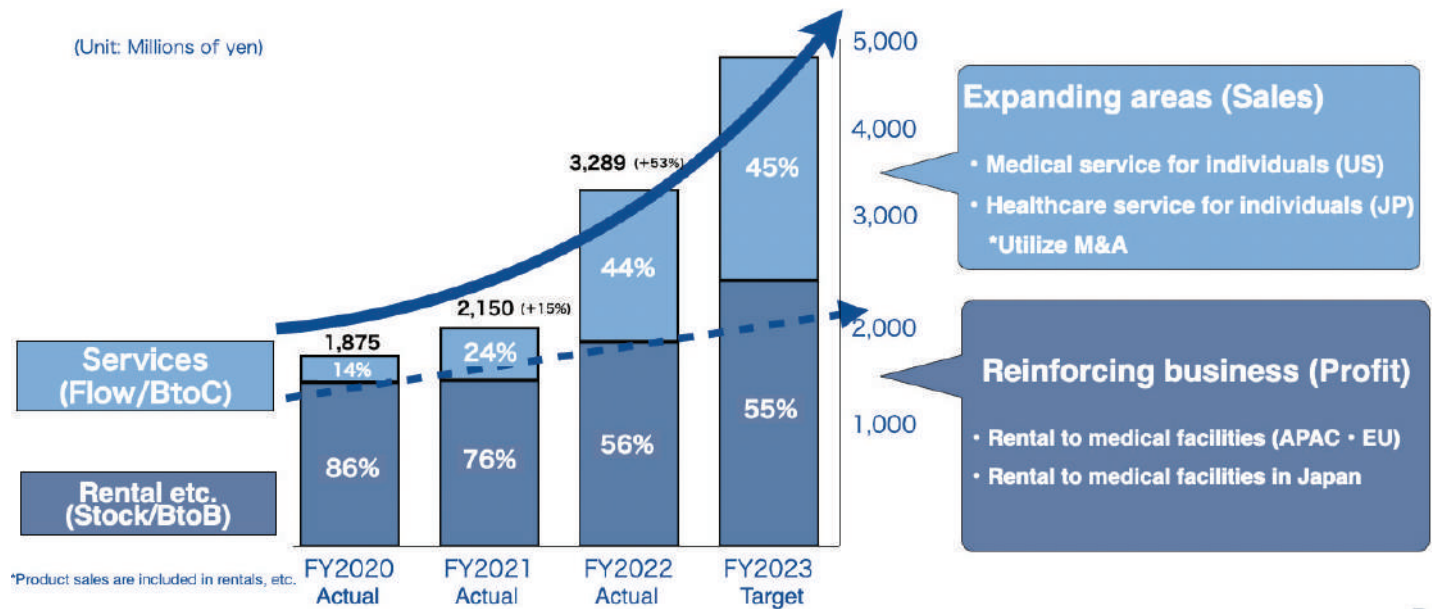 (Unit: Millions of yen)
5,000
4,000
3,000
2,000
1,000
3,289 (+53%)
2,150 (+15%)
1,875
14%
86%
24%
76%
44%
56%
45%
55%
Services
(Flow/BtoC)
Rental etc.
(Stock/BtoB)
*Product sales are included in rentals, etc.
FY2020
Actual
FY2021
Actual
FY2022
Actual
FY2023
Target
Expanding areas (Sales)
・Medical service for individuals (US)
・Healthcare service for individuals (JP)
*Utilize M&A
Reinforcing business (Profit)
・Rental to medical facilities (APAC・EU)
・Rental to medical facilities in Japan